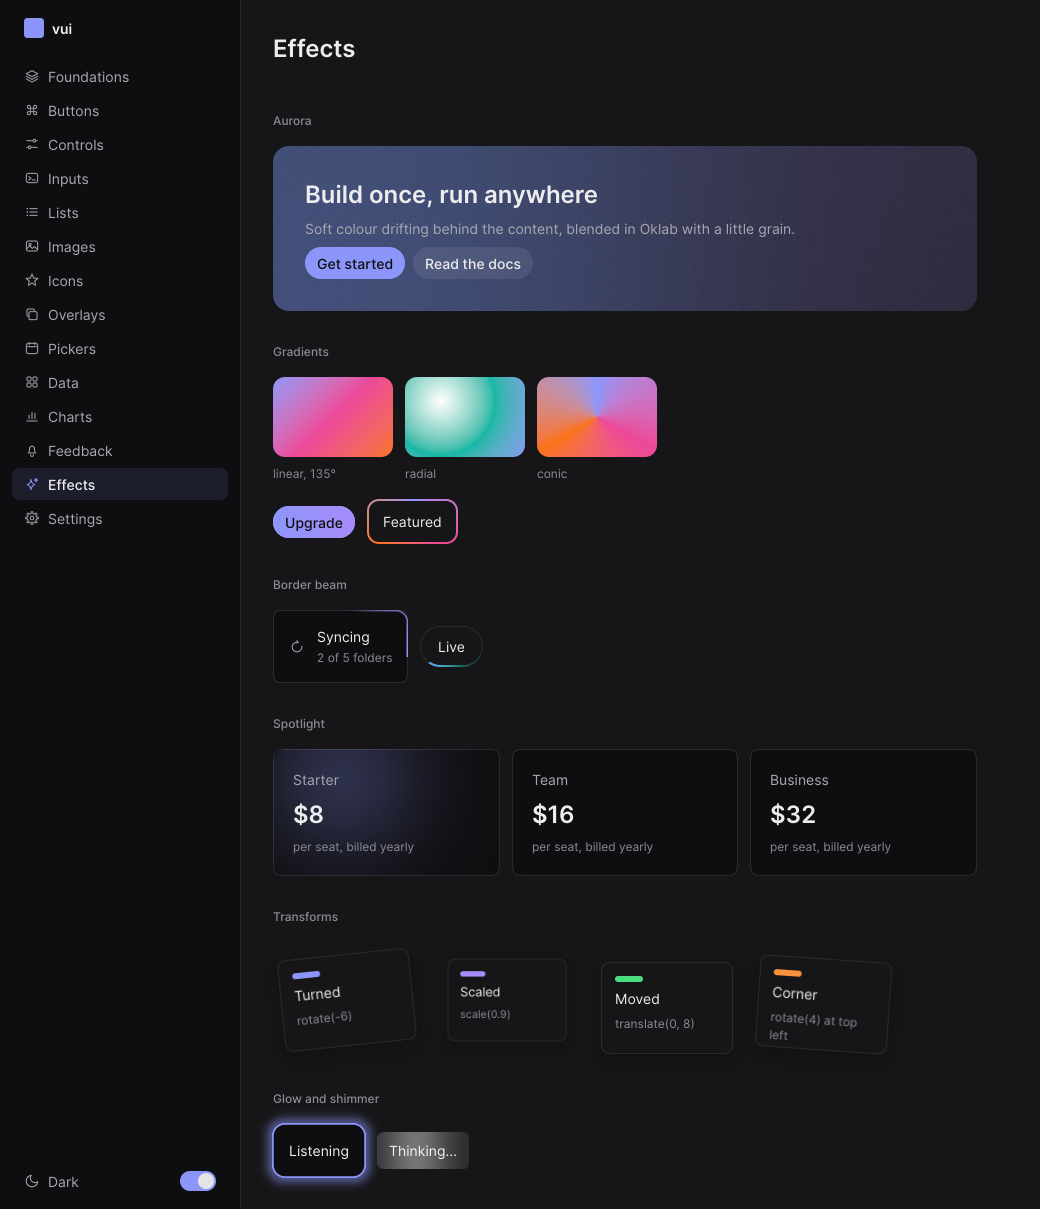 vui
Foundations
Buttons
Controls
Inputs
Lists
Images
Icons
Overlays
Pickers
Data
Charts
Feedback
Effects
Settings
Dark
Effects
Aurora
Build once, run anywhere
Soft colour drifting behind the content, blended in Oklab with a little grain.
Get started
Read the docs
Gradients
linear, 135°
radial
conic
Upgrade
Featured
Border beam
Syncing
2 of 5 folders
Live
Spotlight
Starter
$8
per seat, billed yearly
Team
$16
per seat, billed yearly
Business
$32
per seat, billed yearly
Transforms
Turned
rotate(-6)
Scaled
scale(0.9)
Moved
translate(0, 8)
Corner
rotate(4) at top
left
Glow and shimmer
Listening
Thinking...